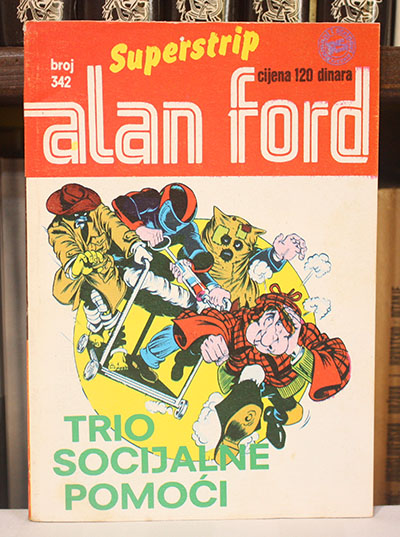 Superstrip
broj
342
cijena 120 dinara
alan ford
TRIO
SOCIJALNE
POMOĆI